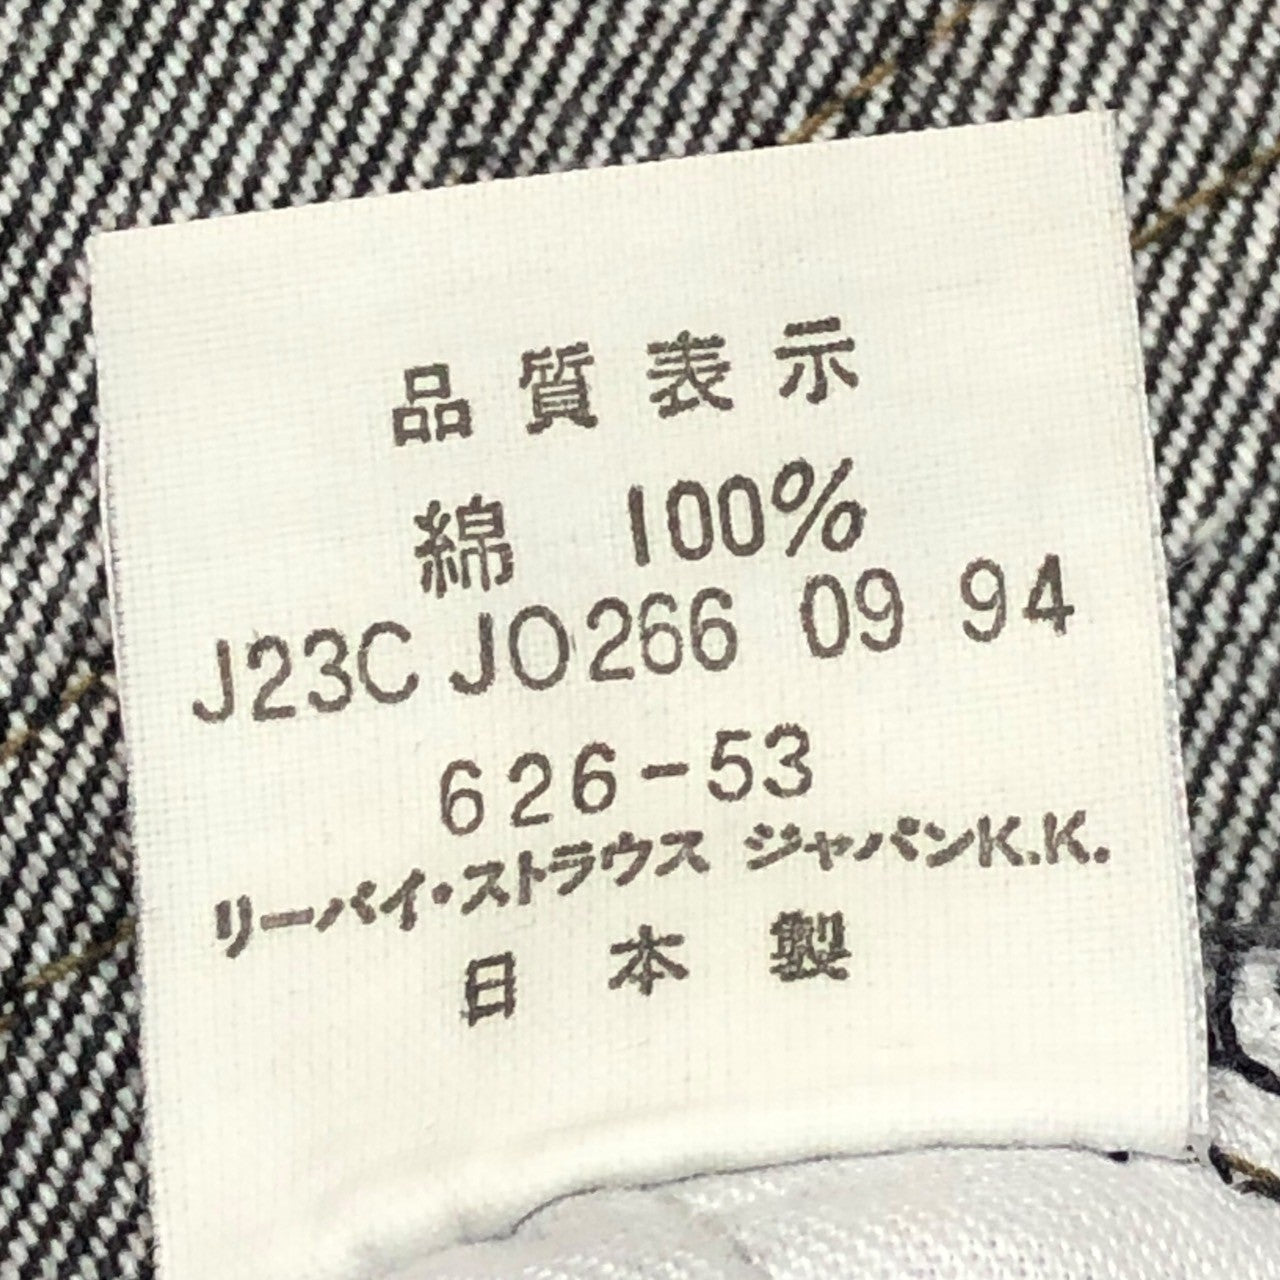 品質表示
綿 100%
J23C JO266 09 94
626-53
リーバイ・ストラウス ジャパンK.K.
日本製